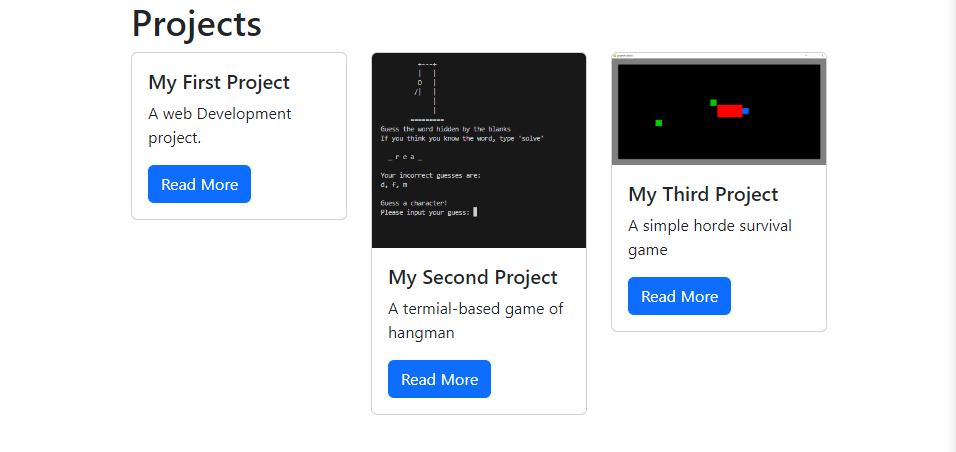 Projects
My First Project
A web Development
project.
Read More
Guess the word hidden by the blanks
If you think you know the word, type 'solve'
_ r e a _
Your incorrect guesses are:
d, f, m
Guess a character!
Please input your guess:
My Second Project
A termial-based game of
hangman
Read More
My Third Project
A simple horde survival
game
Read More